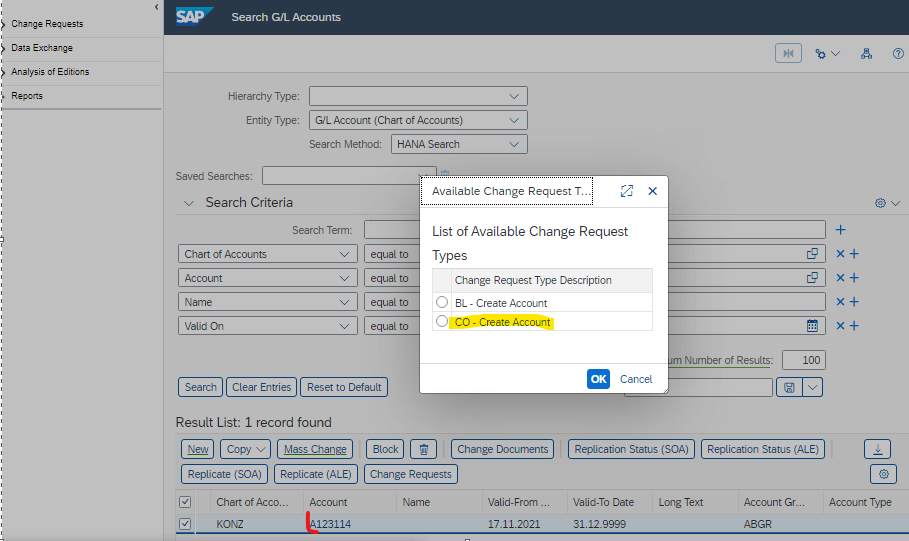 SAP Search G/L Accounts
Change Requests
Data Exchange
Analysis of Editions
Reports
Hierarchy Type:
Entity Type: G/L Account (Chart of Accounts)
Search Method: HANA Search
Saved Searches:
Search Criteria
Search Term:
Chart of Accounts equal to
Account equal to
Name equal to
Valid On equal to
um Number of Results: 100
Search Clear Entries Reset to Default
Available Change Request T...
List of Available Change Request
Types
Change Request Type Description
BL - Create Account
CO - Create Account
OK Cancel
Result List: 1 record found
New Copy Mass Change Block Change Documents Replication Status (SOA) Replication Status (ALE)
Replicate (SOA) Replicate (ALE) Change Requests
Chart of Acco... Account Name Valid-From ... Valid-To Date Long Text Account Gr... Account Type
KONZ A123114 17.11.2021 31.12.9999 ABGR